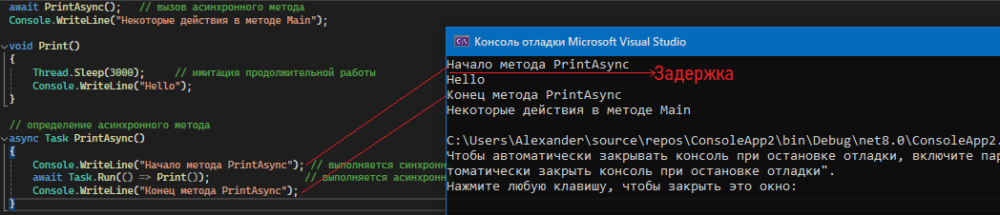 await PrintAsync();   // вызов асинхронного метода
Console.WriteLine("Некоторые действия в методе Main");
void Print()
{
Thread.Sleep(3000);     // имитация продолжительной работы
Console.WriteLine("Hello");
}
// определение асинхронного метода
async Task PrintAsync()
{
Console.WriteLine("Начало метода PrintAsync"); // выполняется синхронн
await Task.Run(() => Print());                // выполняется асинхронн
Console.WriteLine("Конец метода PrintAsync");
}
Консоль отладки Microsoft Visual Studio
Начало метода PrintAsync
Задержка
Hello
Конец метода PrintAsync
Некоторые действия в методе Main
C:\Users\Alexander\source\repos\ConsoleApp2\bin\Debug\net8.0\ConsoleApp2.
Чтобы автоматически закрывать консоль при остановке отладки, включите пар
томатически закрыть консоль при остановке отладки".
Нажмите любую клавишу, чтобы закрыть это окно: